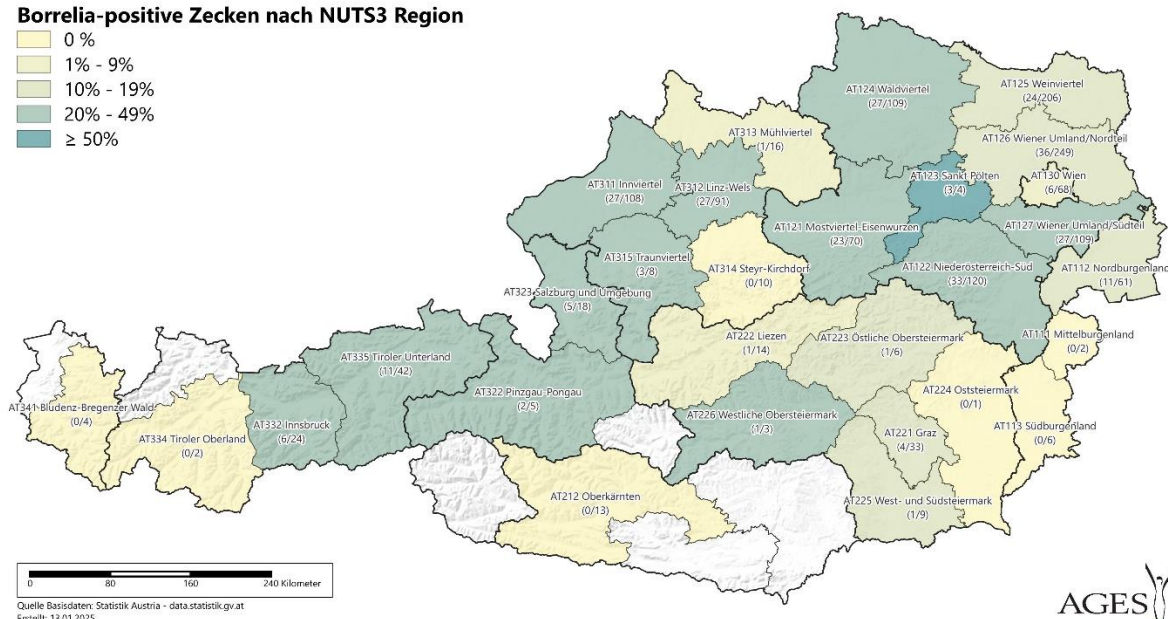 Borrelia-positive Zecken nach NUTS3 Region
0 %
1% - 9%
10% - 19%
20% - 49%
≥ 50%
AT124 Waldviertel
(27/109)
AT125 Weinviertel
(24/206)
AT313 Mühlviertel
(1/16)
AT126 Wiener Umland/Nordteil
(36/249)
AT123 Sankt Pölten
(3/4)
AT130 Wien
(6/68)
AT311 Innviertel
(27/108)
AT312 Linz-Wels
(27/91)
AT121 Mostviertel-Eisenwurzen
(23/70)
AT127 Wiener Umland/Südteil
(27/109)
AT315 Traunviertel
(3/8)
AT314 Steyr-Kirchdorf
(0/10)
AT122 Niederösterreich-Süd
(33/120)
AT112 Nordburgenland
(11/61)
AT323 Salzburg und Umgebung
(5/18)
AT111 Mittelburgenland
(0/2)
AT222 Liezen
(1/14)
AT223 Östliche Obersteiermark
(1/6)
AT335 Tiroler Unterland
(11/42)
AT322 Pinzgau-Pongau
(2/5)
AT224 Oststeiermark
(0/1)
AT341 Bludenz-Bregenzer Wald
(0/4)
AT332 Innsbruck
(6/24)
AT226 Westliche Obersteiermark
(1/3)
AT113 Südburgenland
(0/6)
AT334 Tiroler Oberland
(0/2)
AT221 Graz
(4/33)
AT212 Oberkärnten
(0/13)
AT225 West- und Südsteiermark
(1/9)
0 80 160 240 Kilometer
Quelle Basisdaten: Statistik Austria - data.statistik.gv.at
Erstellt: 13.01.2025
AGES